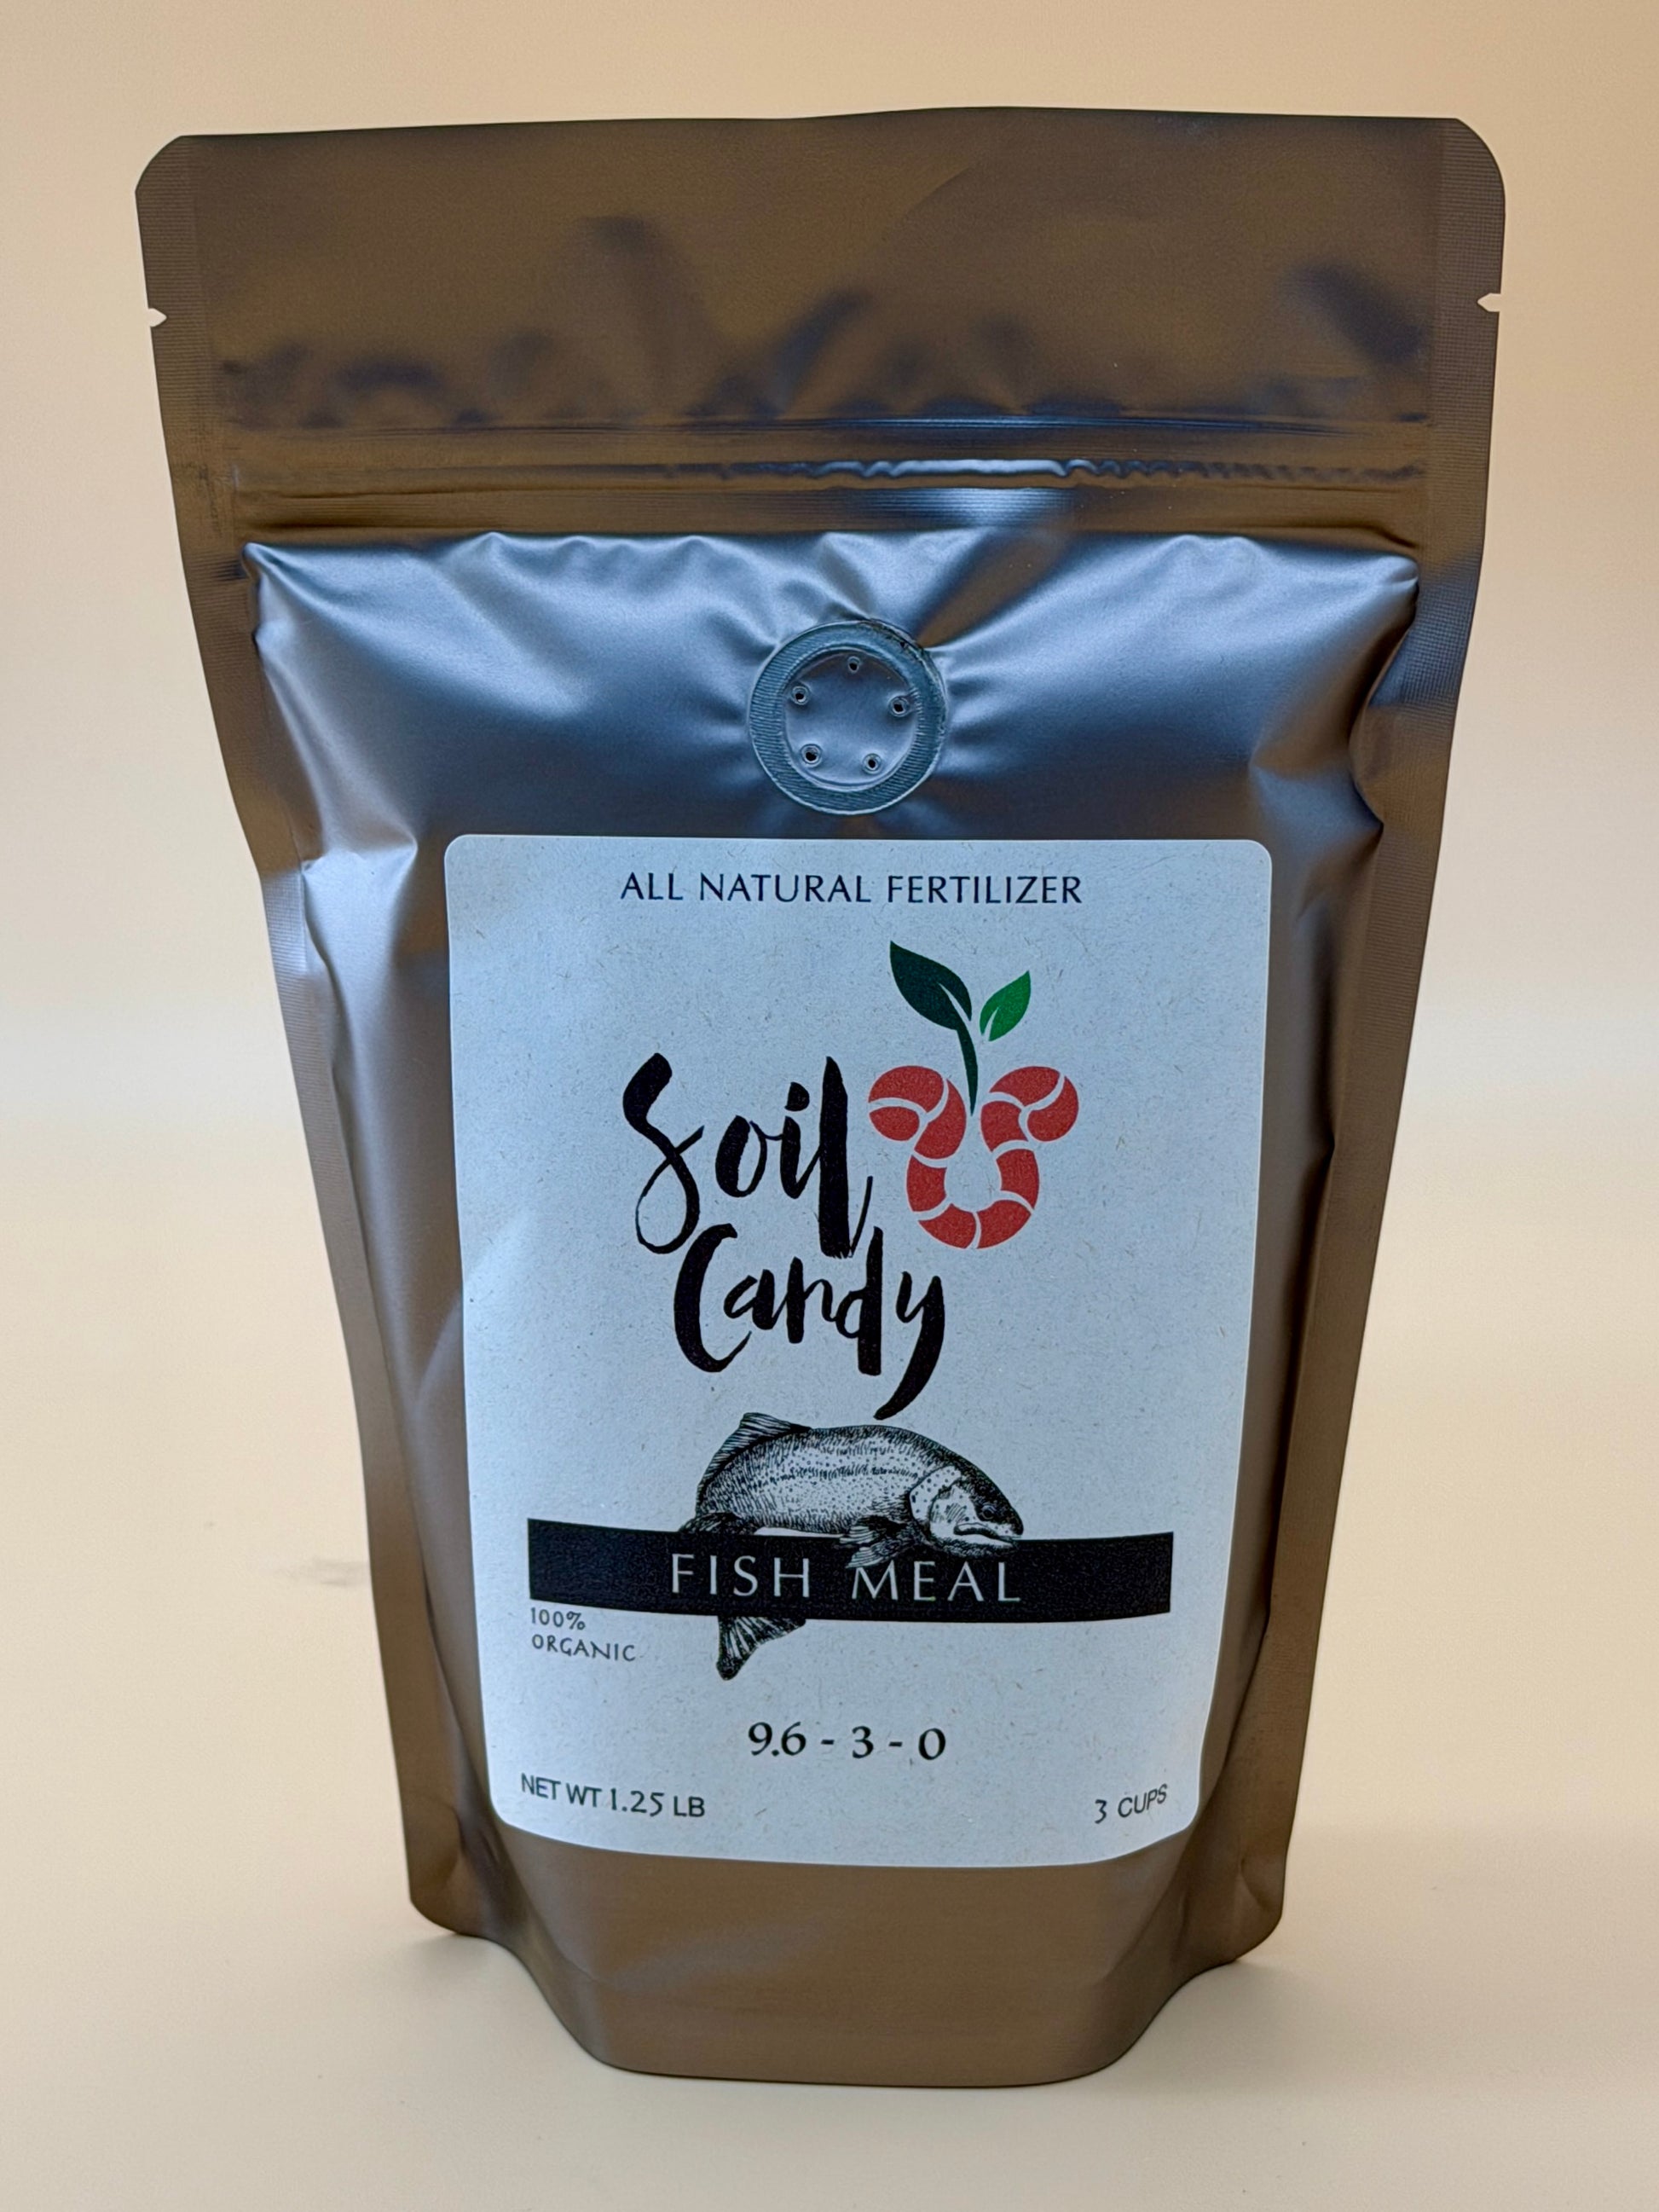 ALL NATURAL FERTILIZER
Soil
Candy
FISH MEAL
100%
ORGANIC
9.6 - 3 - 0
NET WT 1.25 LB
3 CUPS